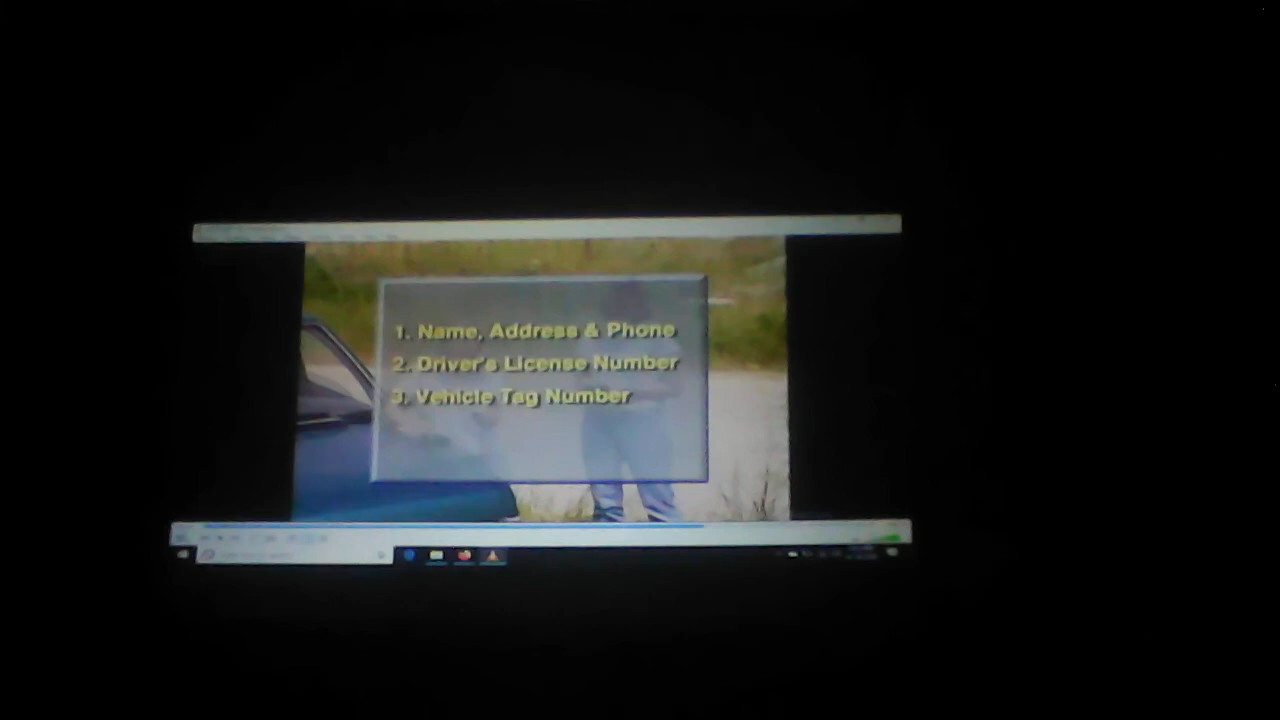 1. Name, Address & Phone
2. Driver's License Number
3. Vehicle Tag Number